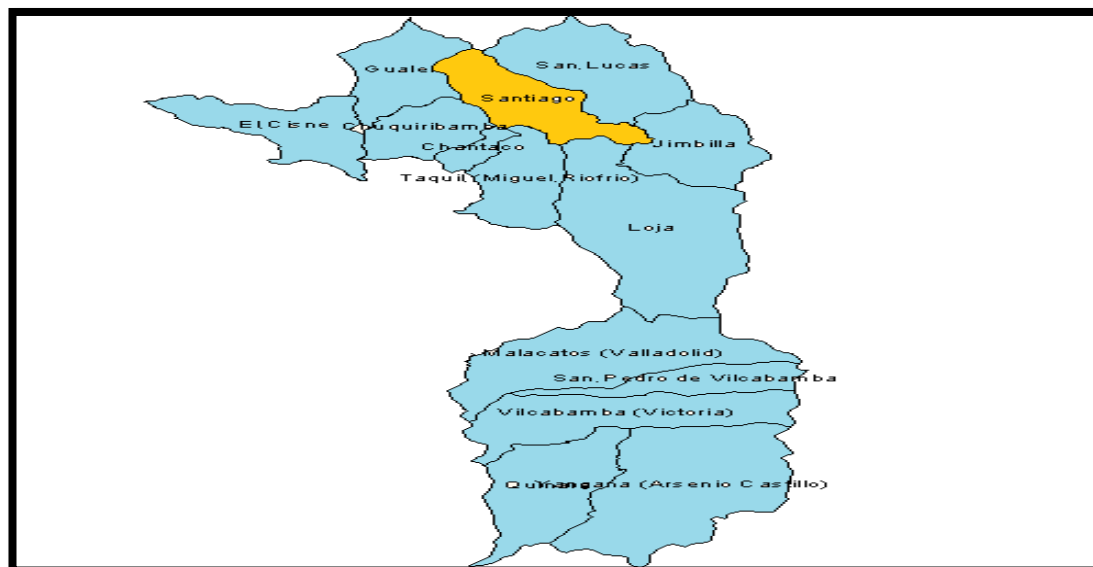 San Lucas
Gualel
Santiago
El Cisne
Chuquiribamba
Jimbilla
Chantaco
Taquil (Miguel Riofrio)
Loja
Malacatos (Valladolid)
San Pedro de Vilcabamba
Vilcabamba (Victoria)
Quinara
Yangana (Arsenio Castillo)